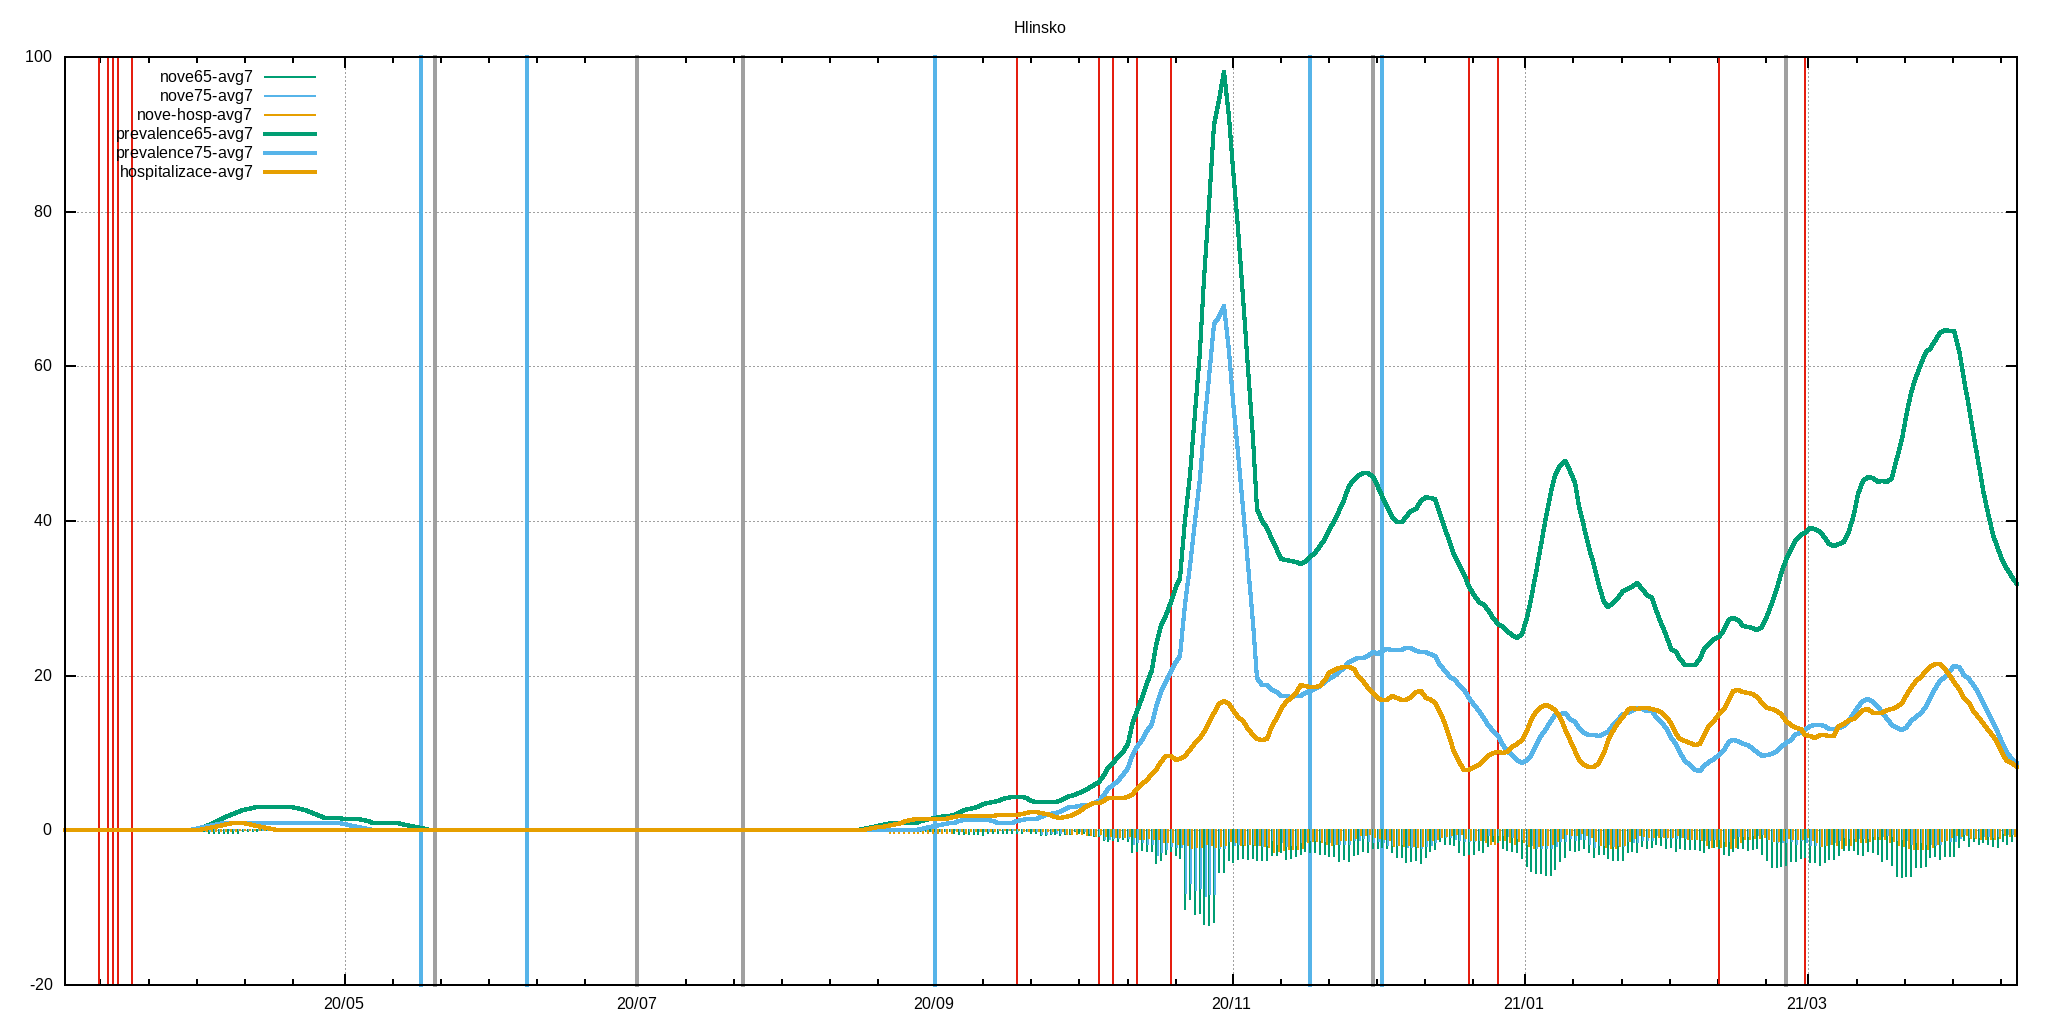 Hlinsko
100
80
60
40
20
0
-20
nove65-avg7
nove75-avg7
nove-hosp-avg7
prevalence65-avg7
prevalence75-avg7
hospitalizace-avg7
20/05
20/07
20/09
20/11
21/01
21/03